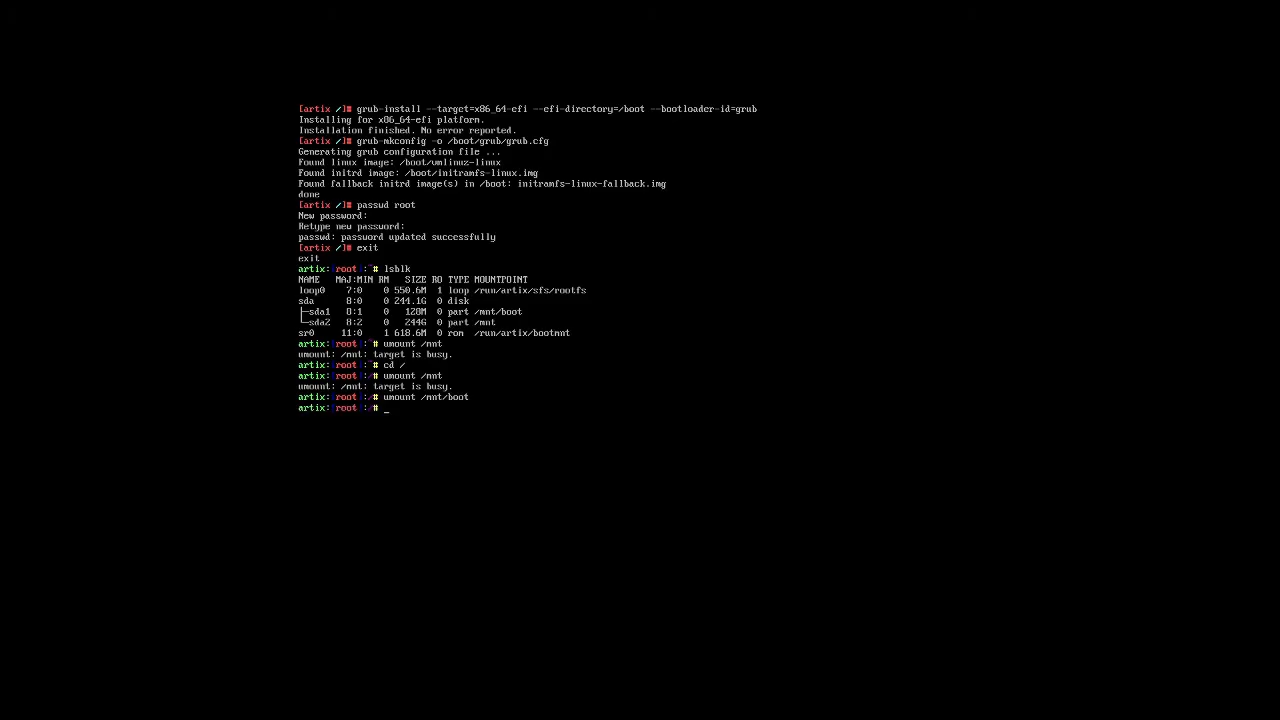 [artix /]# grub-install --target=x86_64-efi --efi-directory=/boot --bootloader-id=grub
Installing for x86_64-efi platform.
Installation finished. No error reported.
[artix /]# grub-mkconfig -o /boot/grub/grub.cfg
Generating grub configuration file ...
Found linux image: /boot/vmlinuz-linux
Found initrd image: /boot/initramfs-linux.img
Found fallback initrd image(s) in /boot: initramfs-linux-fallback.img
done
[artix /]# passwd root
New password:
Retype new password:
passwd: password updated successfully
[artix /]# exit
exit
artix:[root]:~# lsblk
NAME   MAJ:MIN RM   SIZE RO TYPE MOUNTPOINT
loop0    7:0    0 550.6M  1 loop /run/artix/sfs/rootfs
sda      8:0    0 244.1G  0 disk
├─sda1   8:1    0   128M  0 part /mnt/boot
└─sda2   8:2    0   244G  0 part /mnt
sr0     11:0    1 618.6M  0 rom  /run/artix/bootmnt
artix:[root]:~# umount /mnt
umount: /mnt: target is busy.
artix:[root]:~# cd /
artix:[root]:/# umount /mnt
umount: /mnt: target is busy.
artix:[root]:/# umount /mnt/boot
artix:[root]:/# _